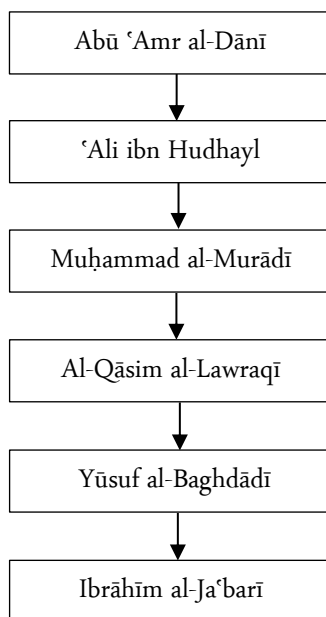 Abū ʿAmr al-Dānī
ʿAli ibn Hudhayl
Muḥammad al-Murādī
Al-Qāsim al-Lawraqī
Yūsuf al-Baghdādī
Ibrāhīm al-Jaʿbarī